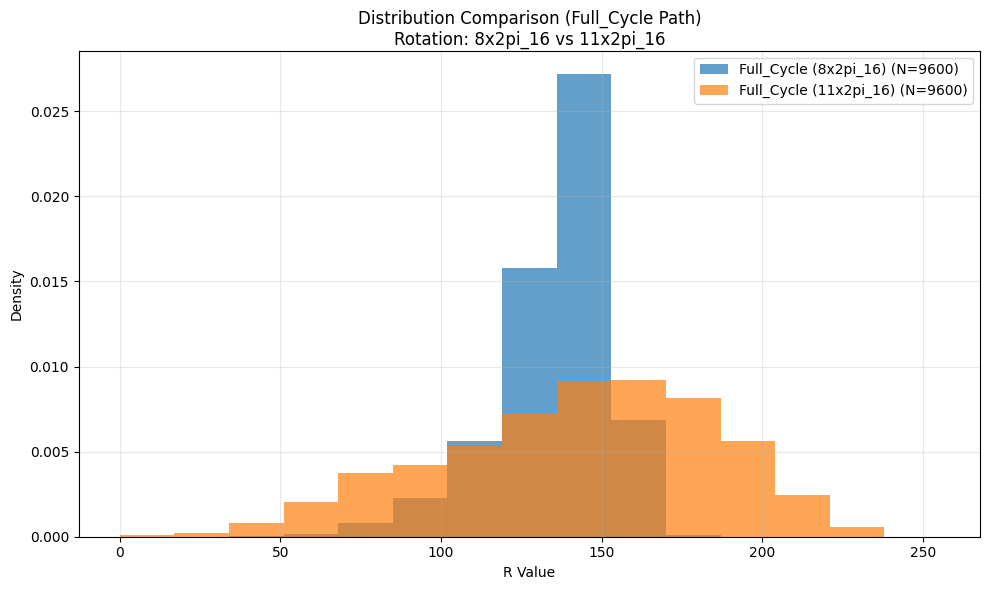 Distribution Comparison (Full_Cycle Path)
Rotation: 8x2pi_16 vs 11x2pi_16
Full_Cycle (8x2pi_16) (N=9600)
Full_Cycle (11x2pi_16) (N=9600)
Density
0.025
0.020
0.015
0.010
0.005
0.000
0 50 100 150 200 250
R Value